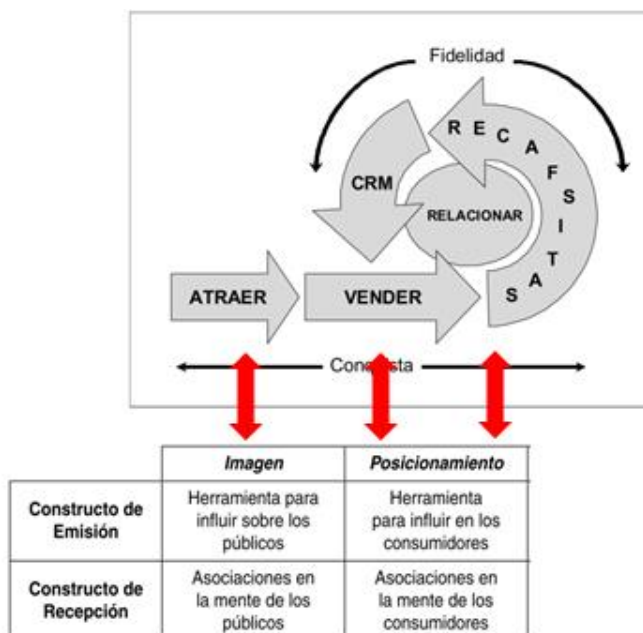 Fidelidad
SATISFACER
CRM
RELACIONAR
ATRAER
VENDER
Conquista
Imagen
Posicionamiento
Constructo de
Emisión
Herramienta para
influir sobre los
públicos
Herramienta
para influir en los
consumidores
Constructo de
Recepción
Asociaciones en
la mente de los
públicos
Asociaciones en
la mente de los
consumidores